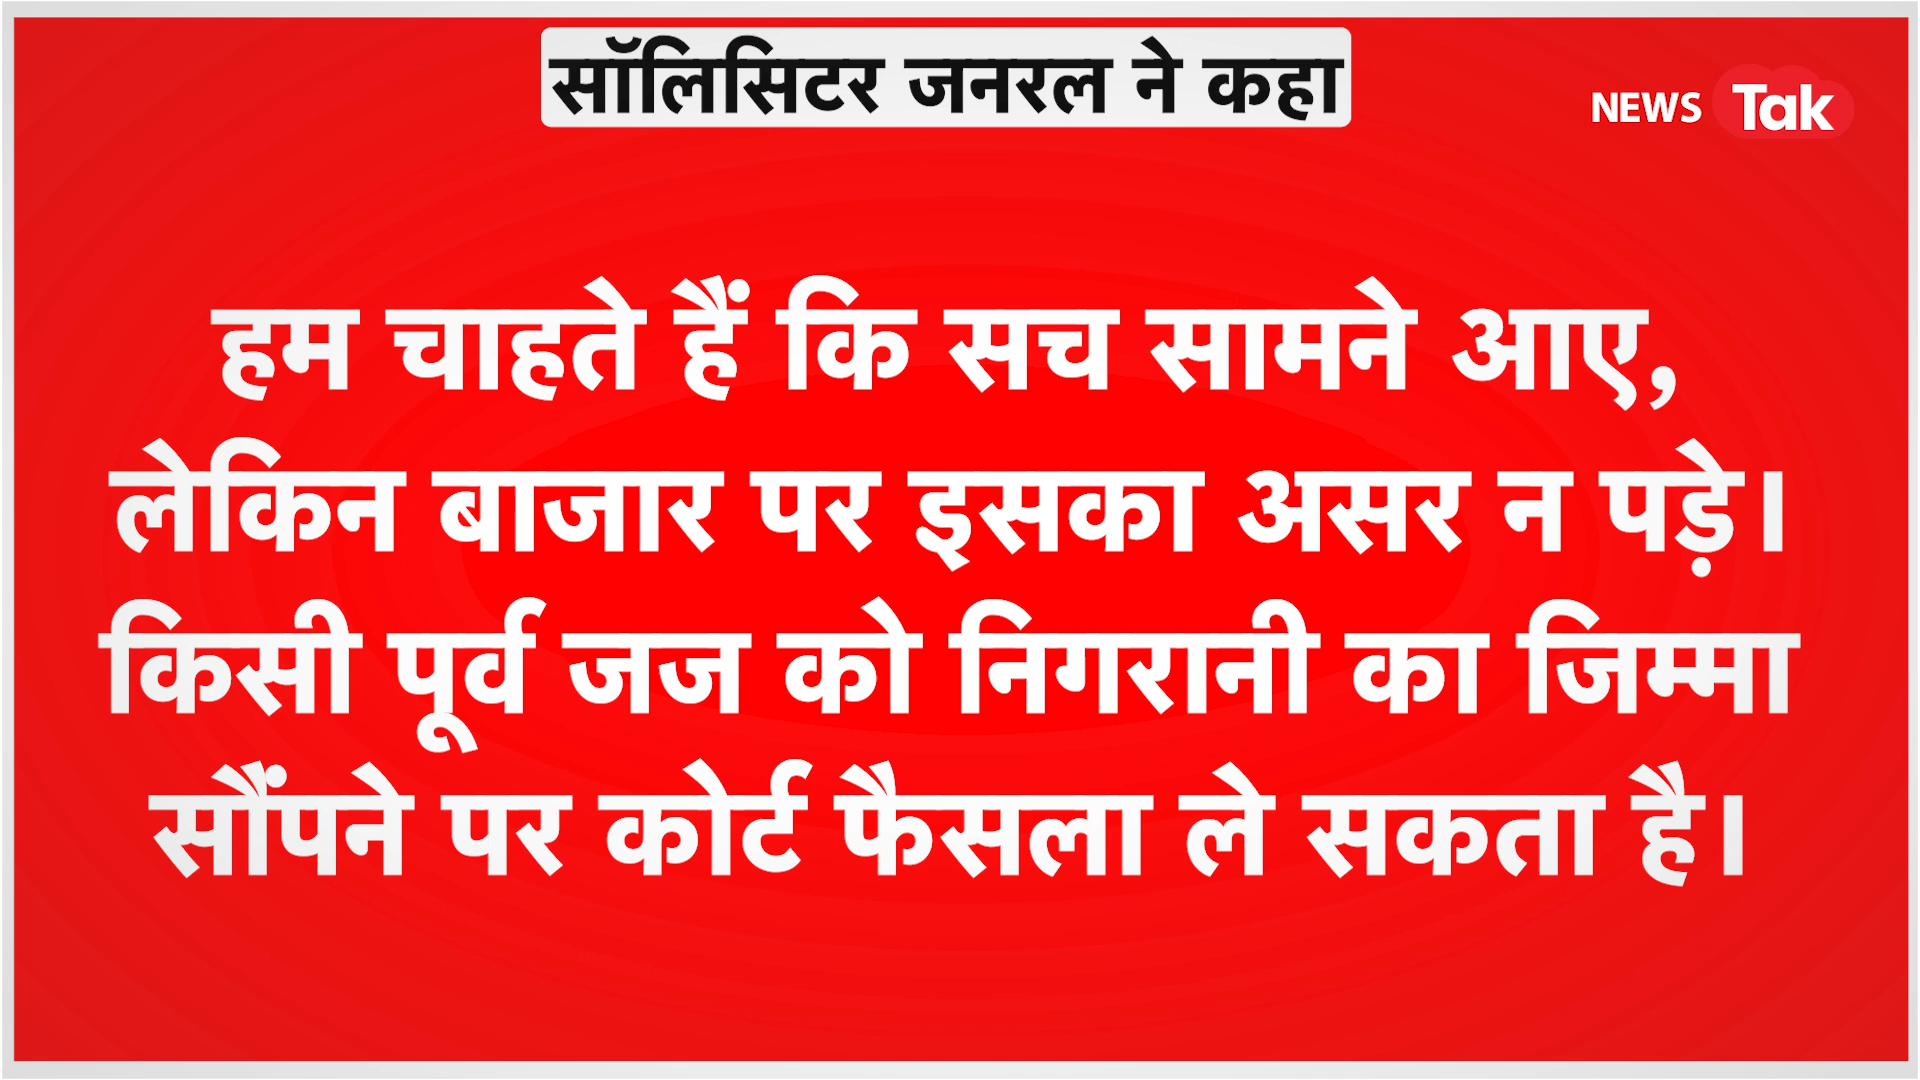 सॉलिसिटर जनरल ने कहा
NEWS Tak
हम चाहते हैं कि सच सामने आए,
लेकिन बाजार पर इसका असर न पड़े।
किसी पूर्व जज को निगरानी का जिम्मा
सौंपने पर कोर्ट फैसला ले सकता है।